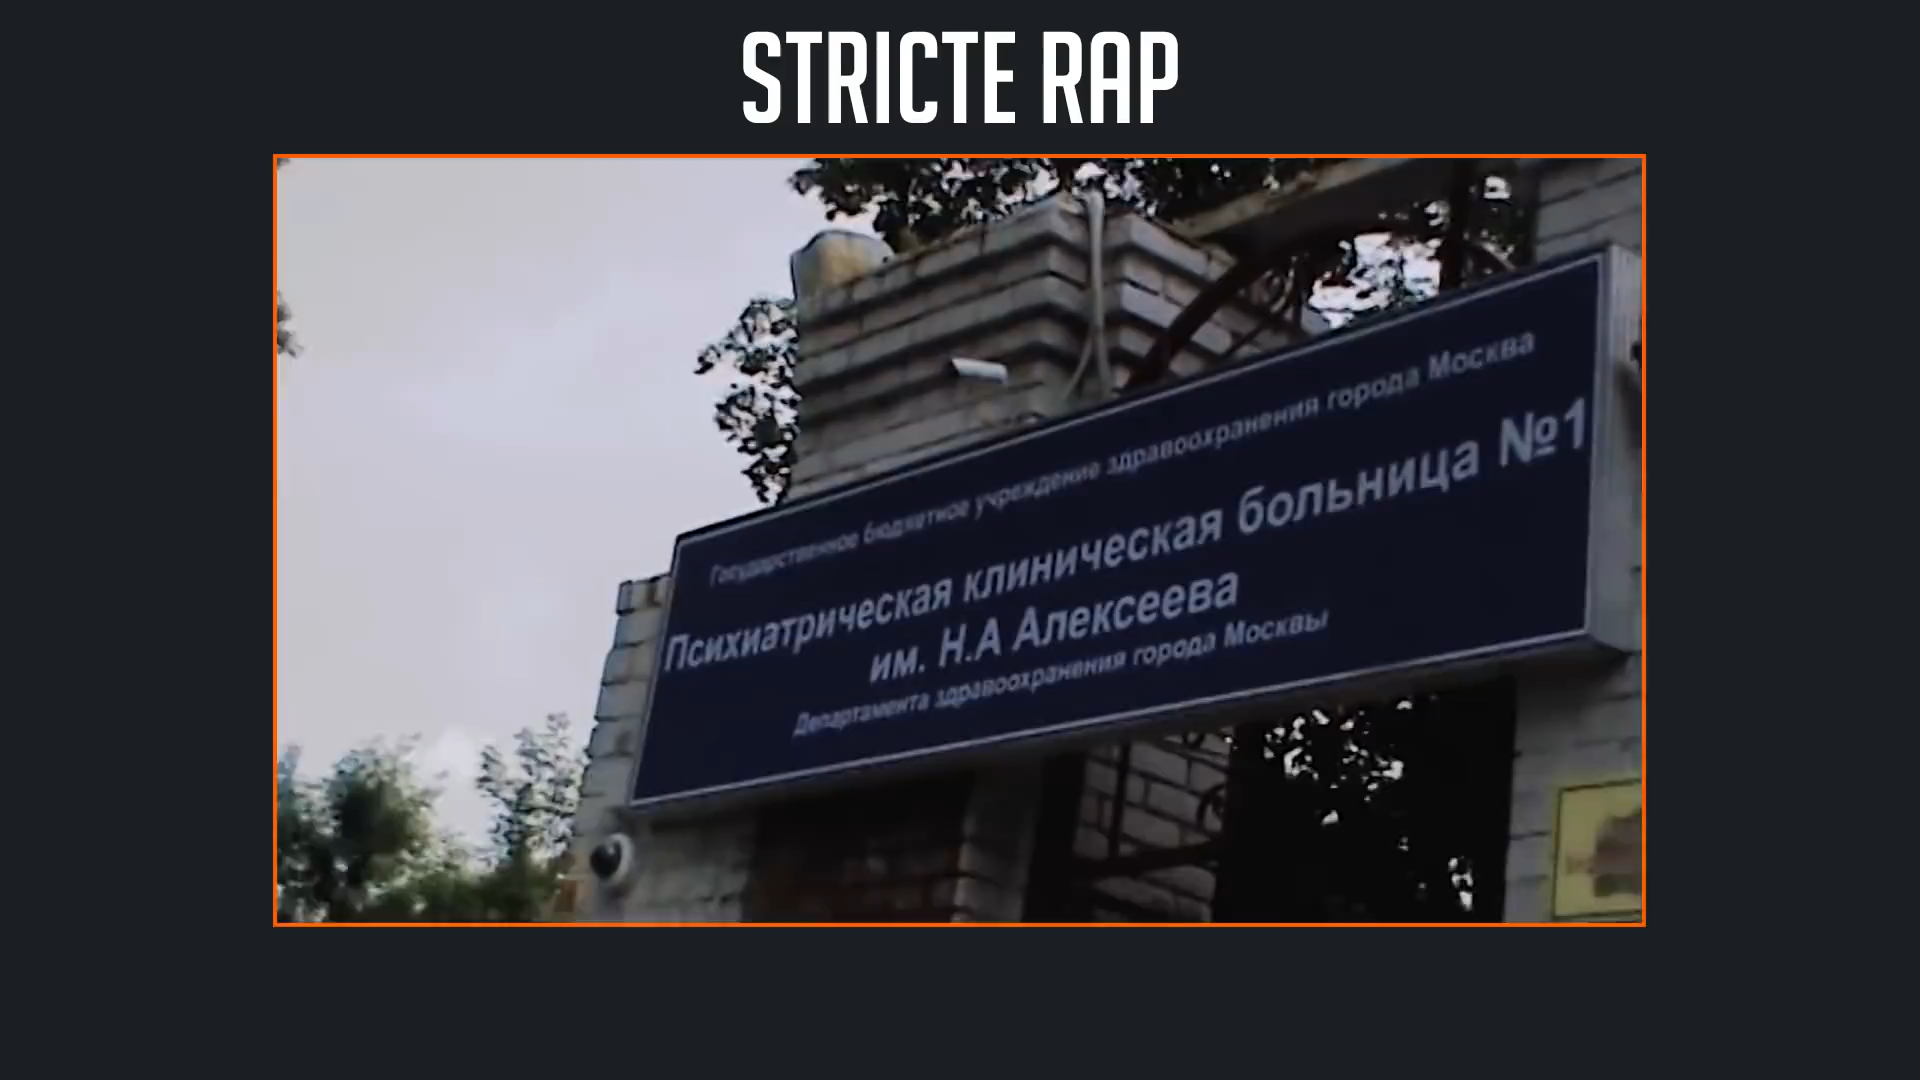 STRICTE RAP
Государственное бюджетное учреждение здравоохранения города Москва
Психиатрическая клиническая больница №1
им. Н.А Алексеева
Департамента здравоохранения города Москвы